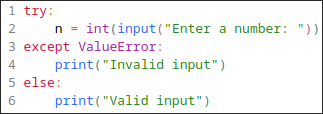 1 try:
2     n = int(input("Enter a number: "))
3 except ValueError:
4     print("Invalid input")
5 else:
6     print("Valid input")